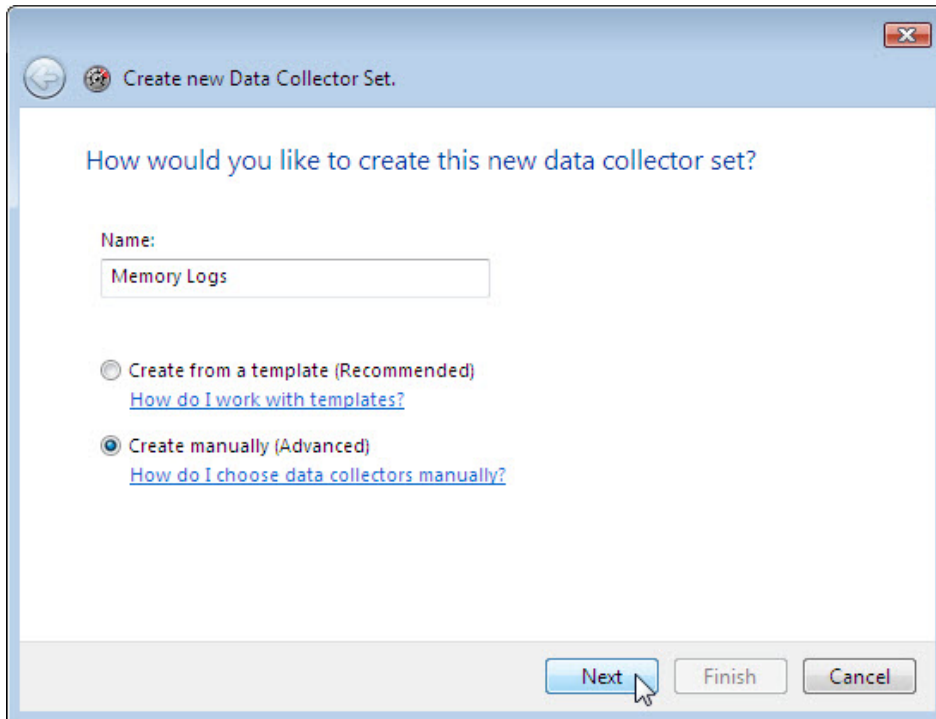 Create new Data Collector Set.
How would you like to create this new data collector set?
Name:
Memory Logs
Create from a template (Recommended)
How do I work with templates?
Create manually (Advanced)
How do I choose data collectors manually?
Next Finish Cancel